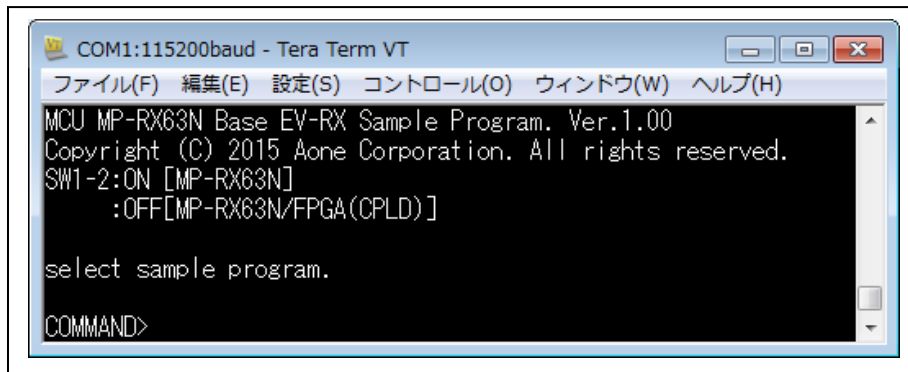 COM1:115200baud - Tera Term VT
ファイル(F) 編集(E) 設定(S) コントロール(O) ウィンドウ(W) ヘルプ(H)
MCU MP-RX63N Base EV-RX Sample Program. Ver.1.00
Copyright (C) 2015 Aone Corporation. All rights reserved.
SW1-2:ON [MP-RX63N]
:OFF[MP-RX63N/FPGA(CPLD)]
select sample program.
COMMAND>